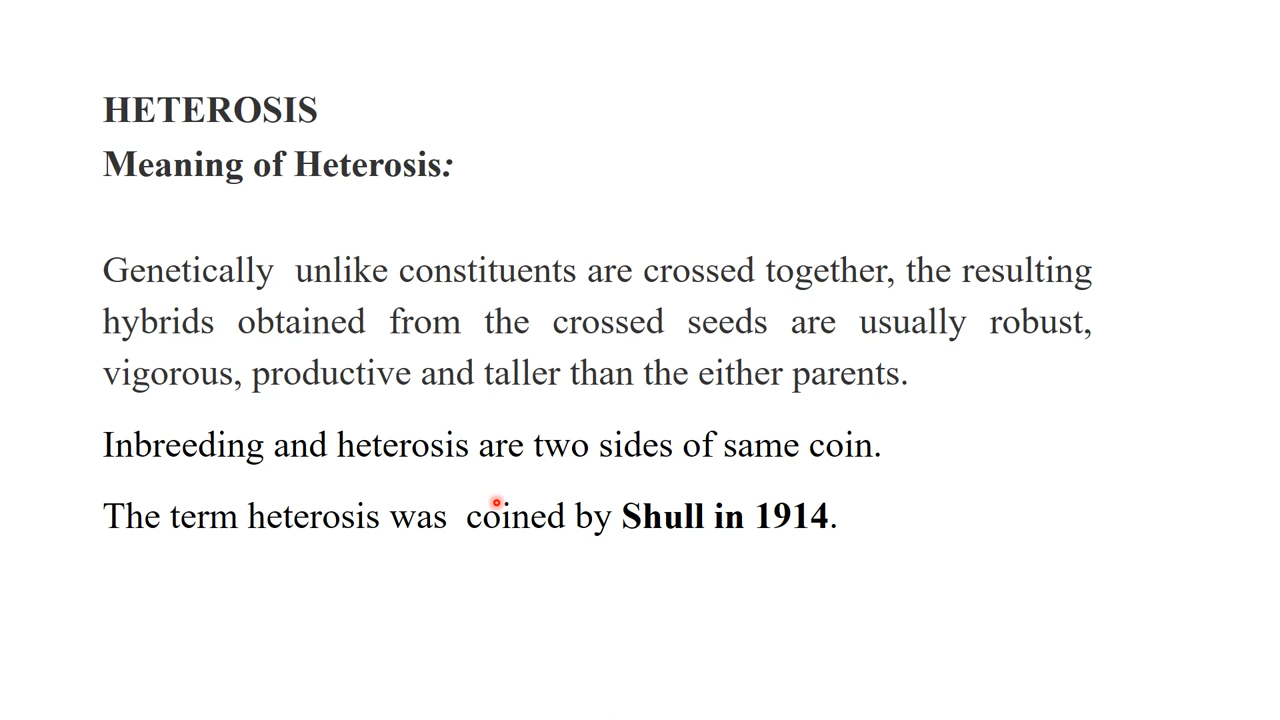 HETEROSIS
Meaning of Heterosis:
Genetically unlike constituents are crossed together, the resulting
hybrids obtained from the crossed seeds are usually robust,
vigorous, productive and taller than the either parents.
Inbreeding and heterosis are two sides of same coin.
The term heterosis was coined by Shull in 1914.